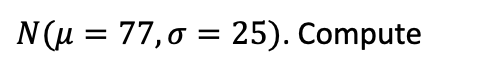 N(μ = 77, σ = 25). Compute